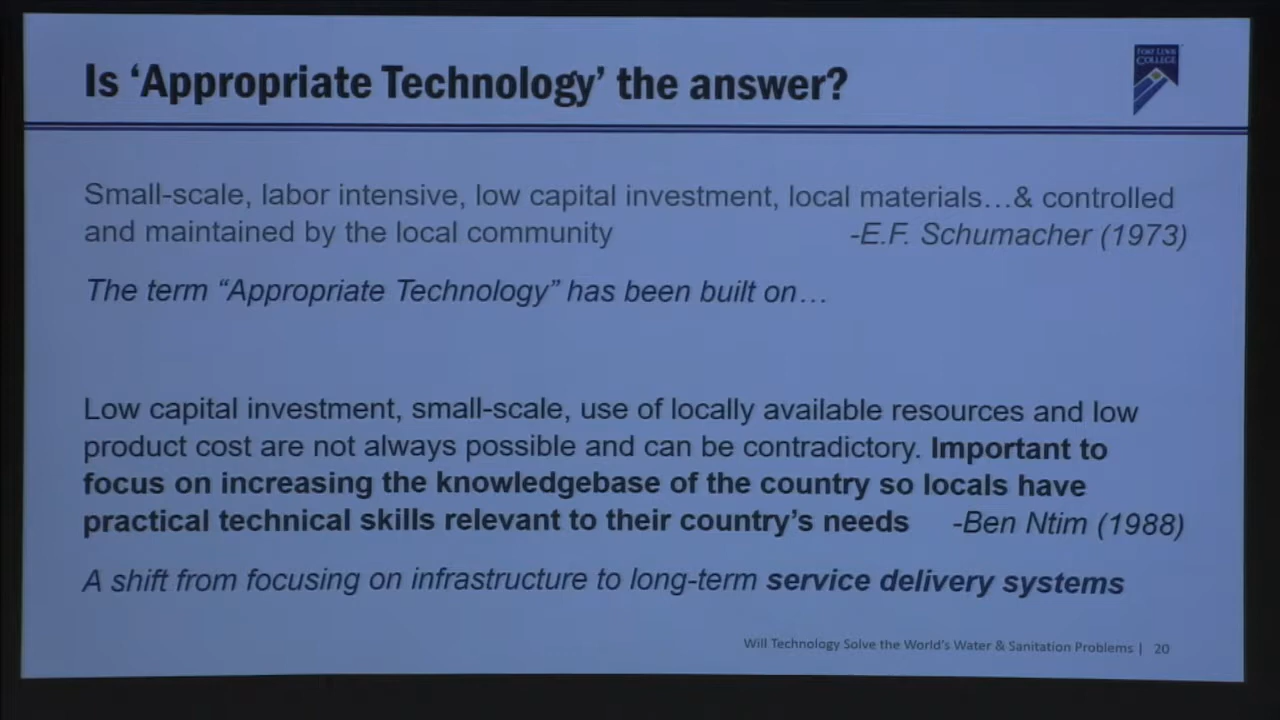 Is ‘Appropriate Technology’ the answer?
FORT LEWIS
COLLEGE
Small-scale, labor intensive, low capital investment, local materials…& controlled
and maintained by the local community -E.F. Schumacher (1973)
The term “Appropriate Technology” has been built on…
Low capital investment, small-scale, use of locally available resources and low
product cost are not always possible and can be contradictory. Important to
focus on increasing the knowledgebase of the country so locals have
practical technical skills relevant to their country’s needs -Ben Ntim (1988)
A shift from focusing on infrastructure to long-term service delivery systems
Will Technology Solve the World’s Water & Sanitation Problems | 20